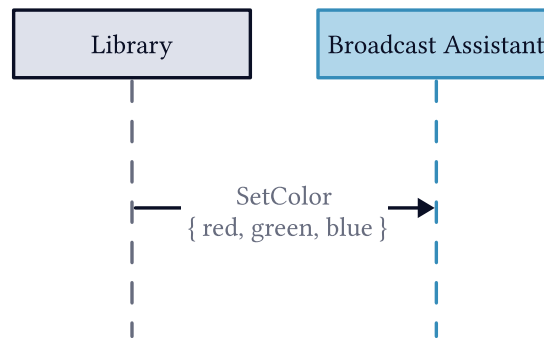 Library
Broadcast Assistant
SetColor
{ red, green, blue }